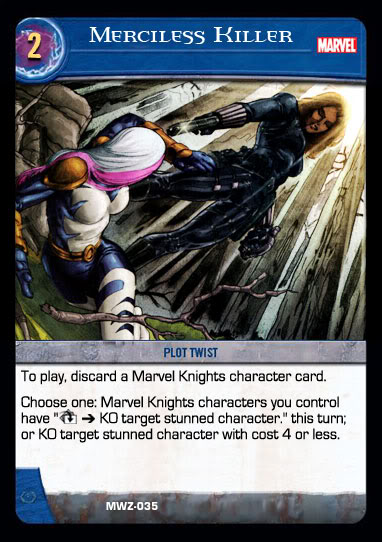 2
MERCILESS KILLER
MARVEL
PLOT TWIST
To play, discard a Marvel Knights character card.
Choose one: Marvel Knights characters you control
have " ➔ KO target stunned character." this turn;
or KO target stunned character with cost 4 or less.
MWZ-035